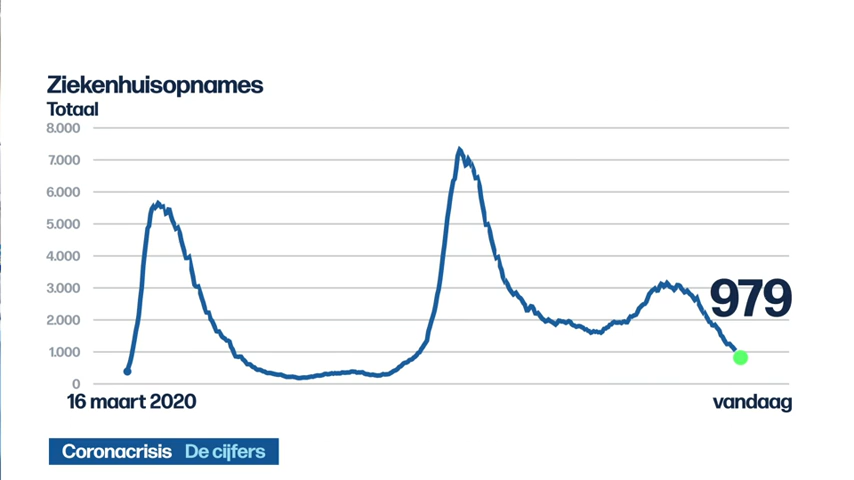 Ziekenhuisopnames
Totaal
8.000
7.000
6.000
5.000
4.000
3.000
979
2.000
1.000
0
16 maart 2020 vandaag
Coronacrisis De cijfers